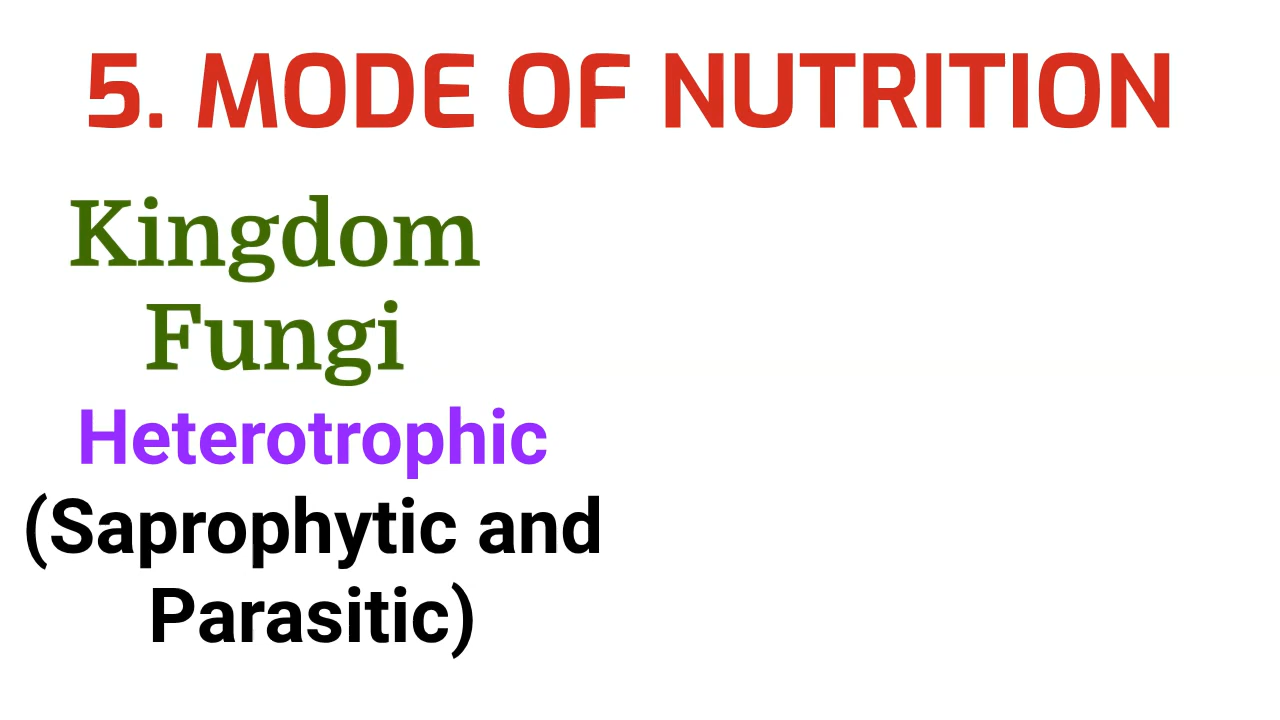 5. MODE OF NUTRITION
Kingdom
Fungi
Heterotrophic
(Saprophytic and
Parasitic)